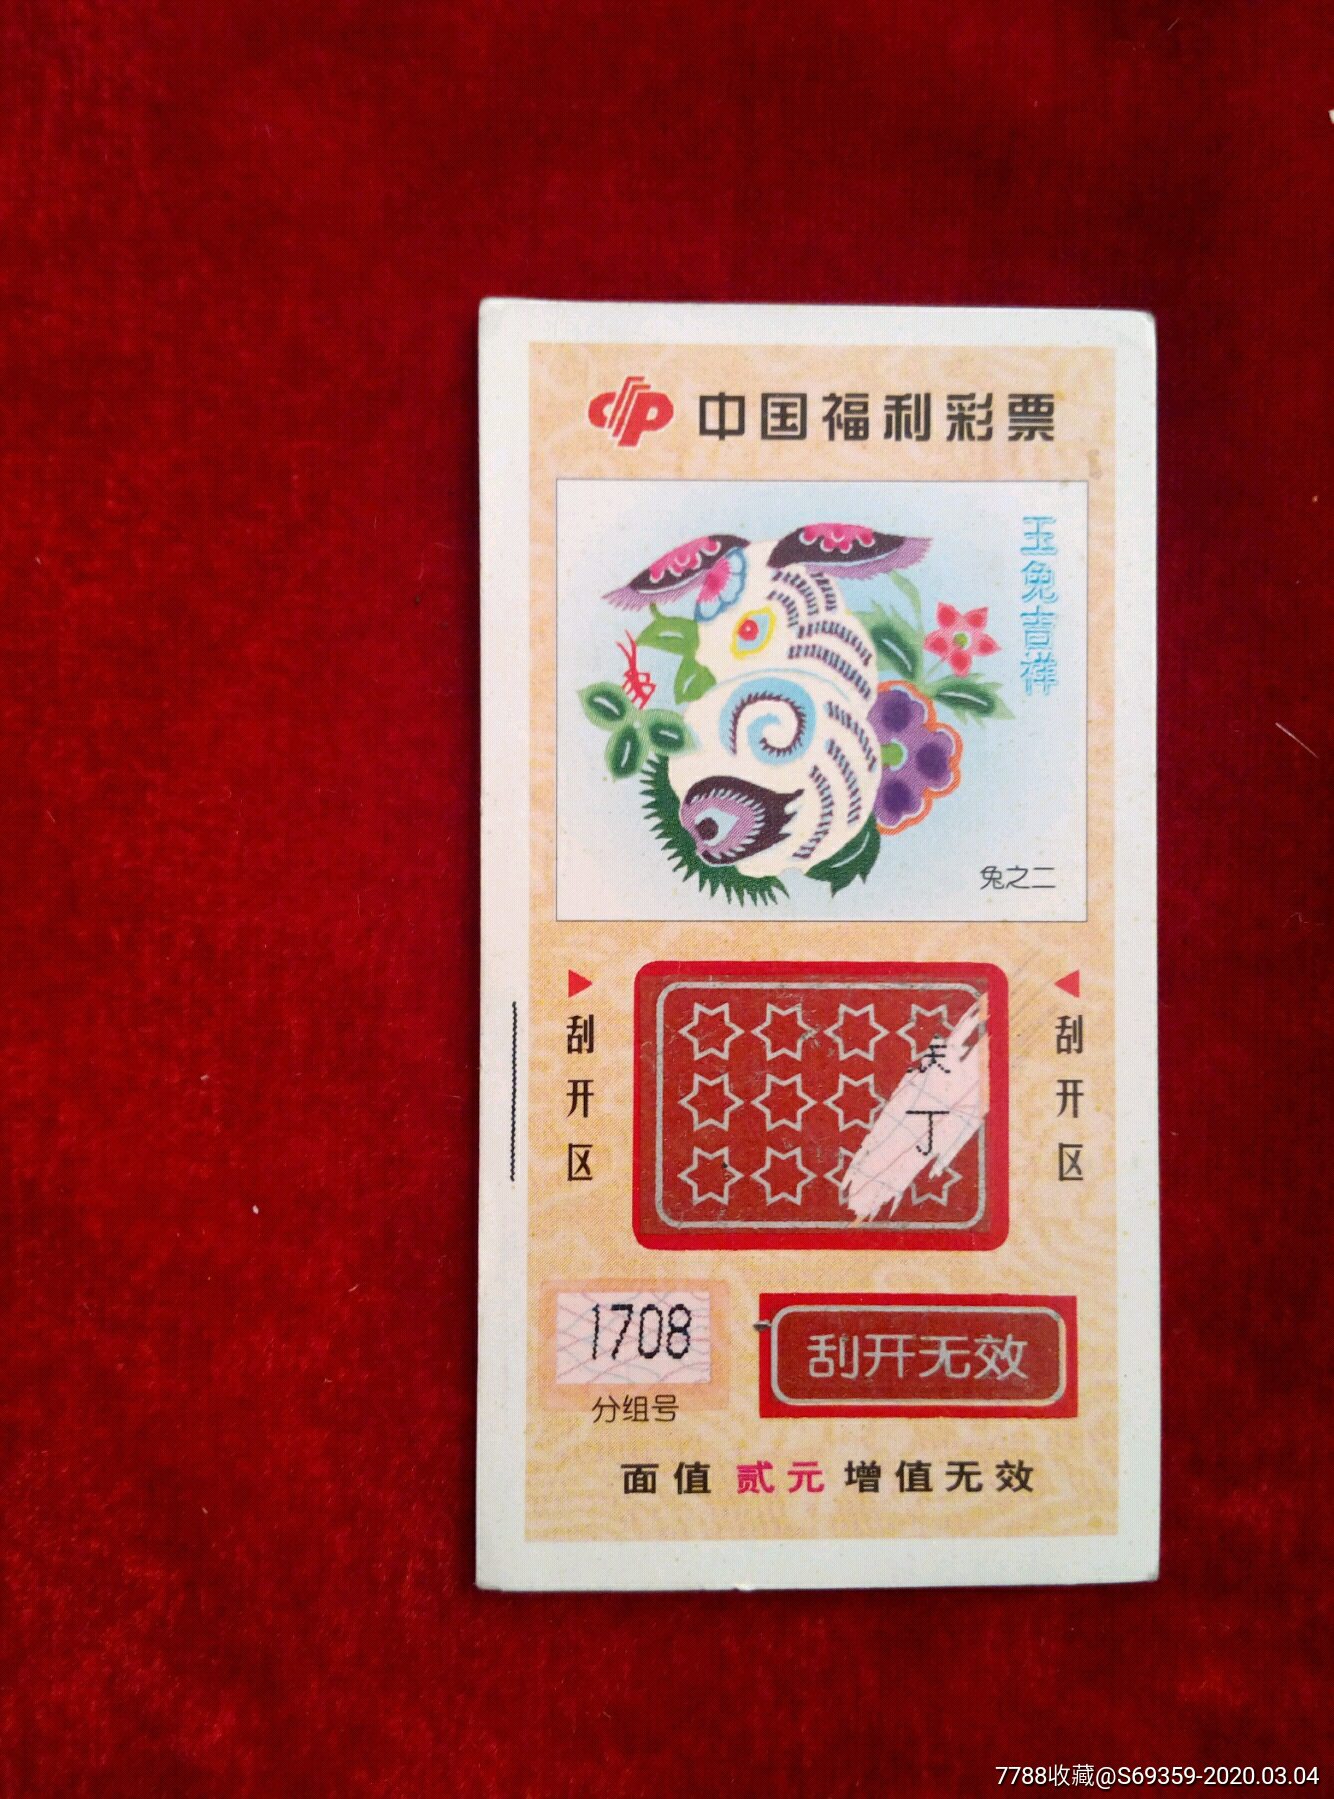 中国福利彩票
玉兔吉祥
兔之二
刮开区
刮开区
丁
1708
分组号
刮开无效
面值贰元增值无效
7788收藏@S69359-2020.03.04